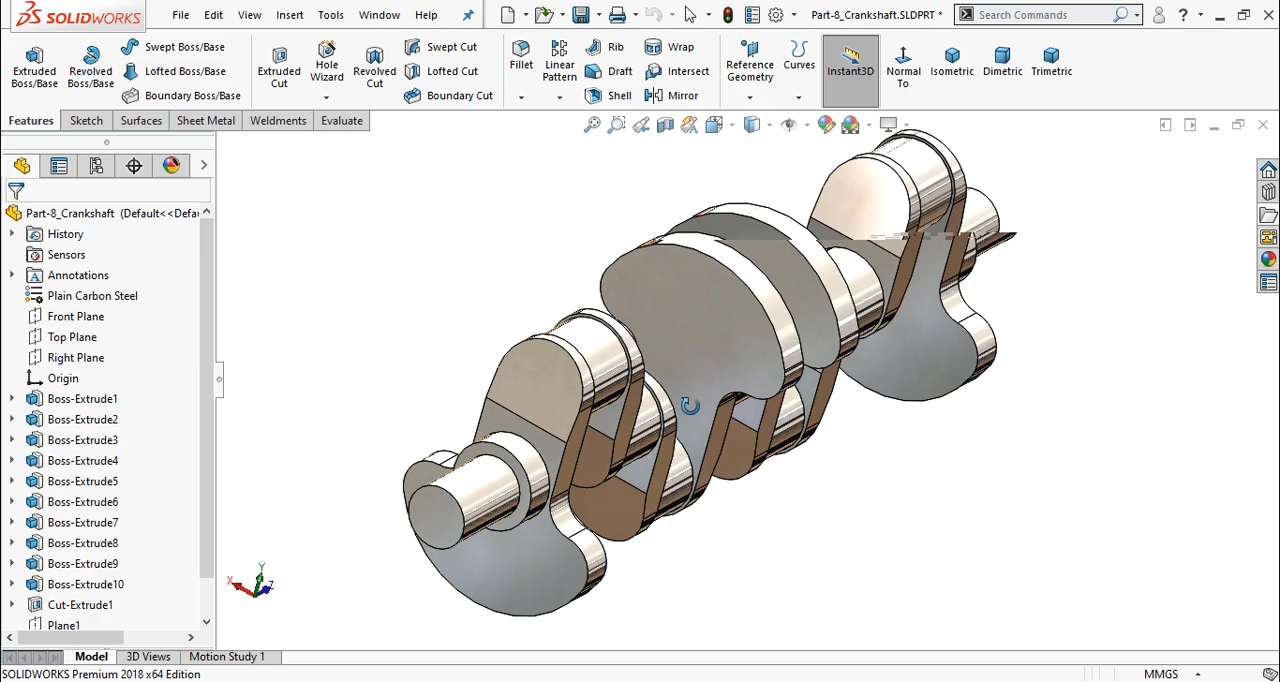 SOLIDWORKS File Edit View Insert Tools Window Help Part-8_Crankshaft.SLDPRT * Search Commands ?
Extruded Boss/Base
Revolved Boss/Base
Swept Boss/Base
Lofted Boss/Base
Boundary Boss/Base
Extruded Cut
Hole Wizard
Revolved Cut
Swept Cut
Lofted Cut
Boundary Cut
Fillet
Linear Pattern
Rib
Draft
Shell
Wrap
Intersect
Mirror
Reference Geometry
Curves
Instant3D
Normal To
Isometric
Dimetric
Trimetric
Features Sketch Surfaces Sheet Metal Weldments Evaluate
Part-8_Crankshaft (Default<<Defa
History
Sensors
Annotations
Plain Carbon Steel
Front Plane
Top Plane
Right Plane
Origin
Boss-Extrude1
Boss-Extrude2
Boss-Extrude3
Boss-Extrude4
Boss-Extrude5
Boss-Extrude6
Boss-Extrude7
Boss-Extrude8
Boss-Extrude9
Boss-Extrude10
Cut-Extrude1
Plane1
X Y Z
Model 3D Views Motion Study 1
SOLIDWORKS Premium 2018 x64 Edition MMGS